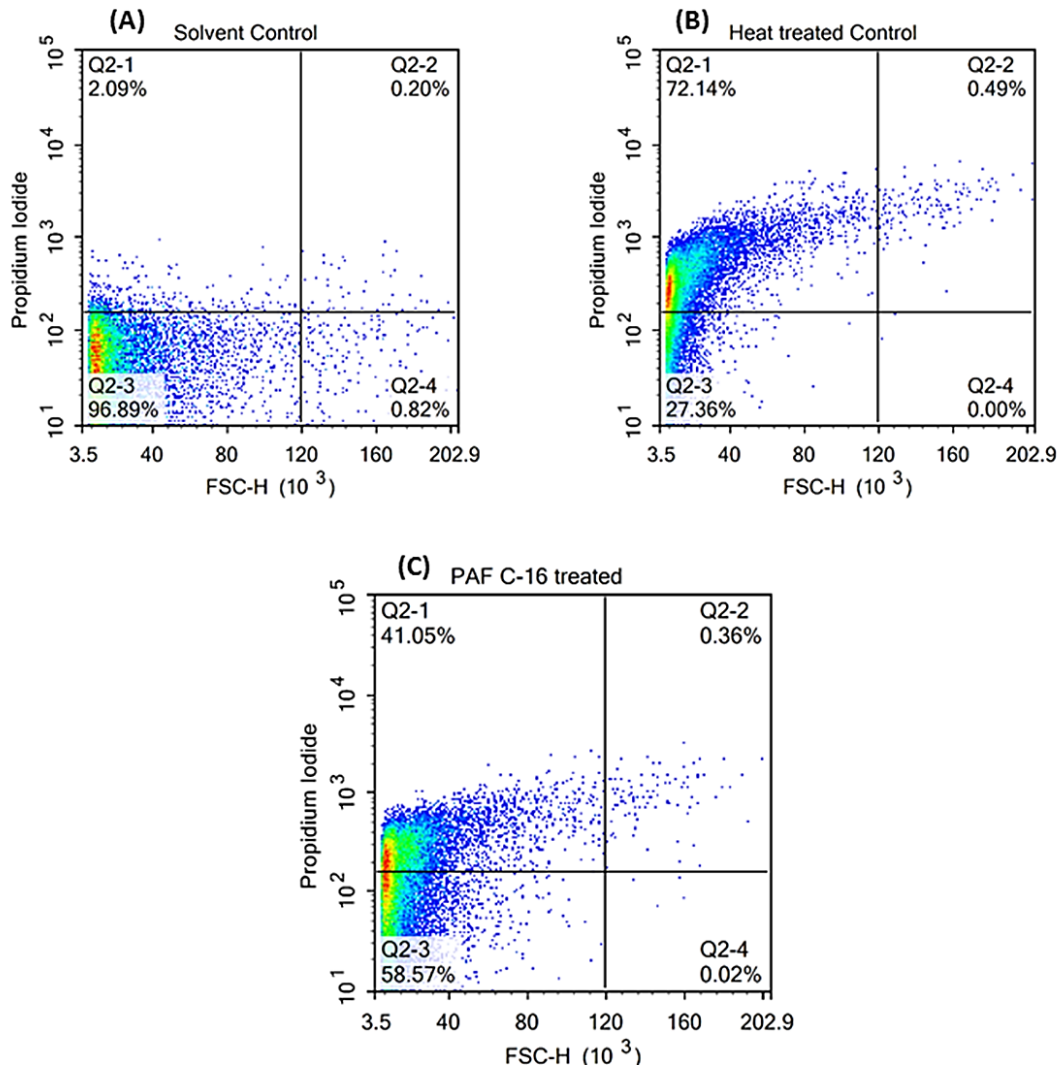 (A)
Solvent Control
Q2-1
2.09%
Q2-2
0.20%
Q2-3
96.89%
Q2-4
0.82%
10 5
10 4
10 3
10 2
10 1
Propidium Iodide
3.5 40 80 120 160 202.9
FSC-H (10 3)
(B)
Heat treated Control
Q2-1
72.14%
Q2-2
0.49%
Q2-3
27.36%
Q2-4
0.00%
10 5
10 4
10 3
10 2
10 1
Propidium Iodide
3.5 40 80 120 160 202.9
FSC-H (10 3)
(C)
PAF C-16 treated
Q2-1
41.05%
Q2-2
0.36%
Q2-3
58.57%
Q2-4
0.02%
10 5
10 4
10 3
10 2
10 1
Propidium Iodide
3.5 40 80 120 160 202.9
FSC-H (10 3)